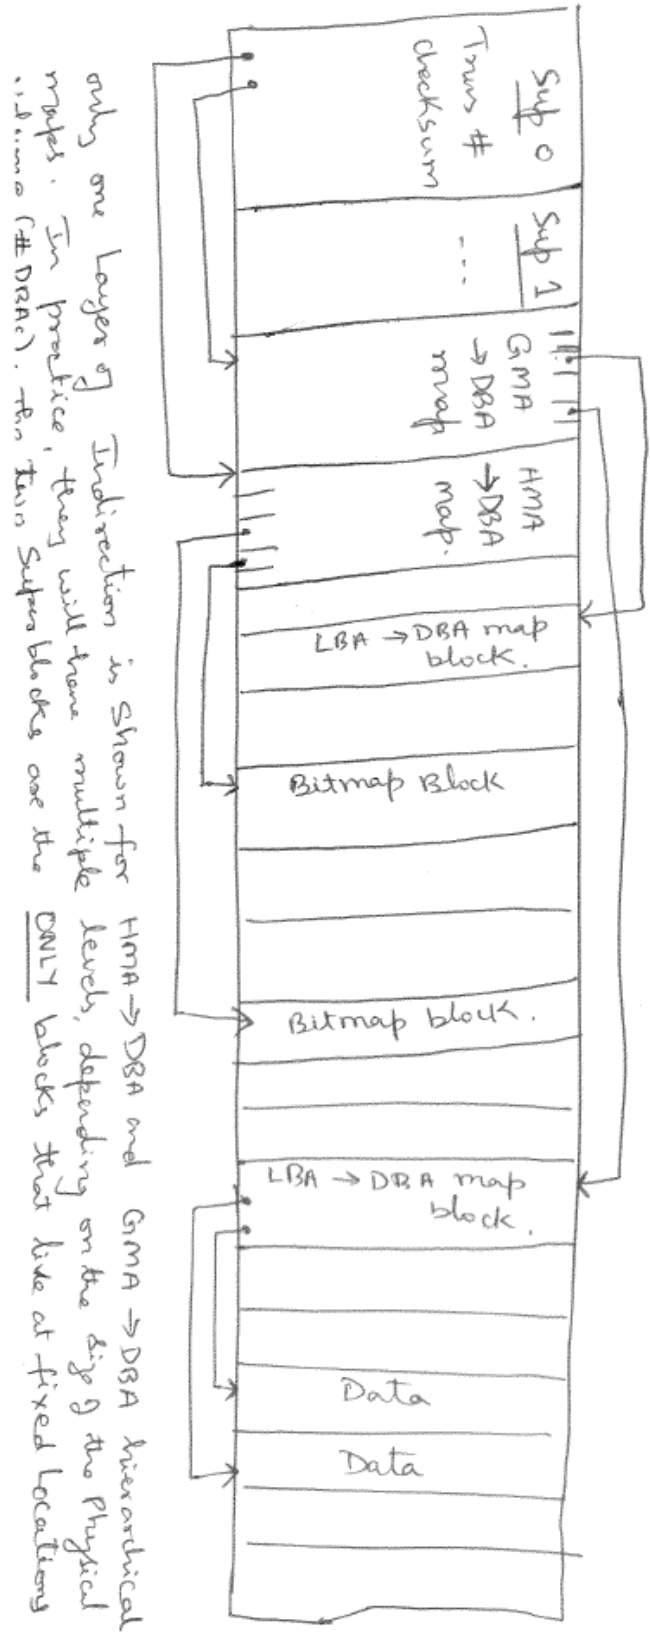 Sup 0
Trans #
checksum
Sup 1
...
GMA
→DBA
map
HMA
→DBA
map.
LBA → DBA map
block.
Bitmap Block
Bitmap block.
LBA → DBA map
block.
Data
Data
only one Layer of Indirection is shown for HMA → DBA and GMA → DBA hierarchical
maps. In practice, they will have multiple levels, depending on the size of the Physical
(# DBAs). The two Superblocks are the ONLY blocks that live at fixed Locations